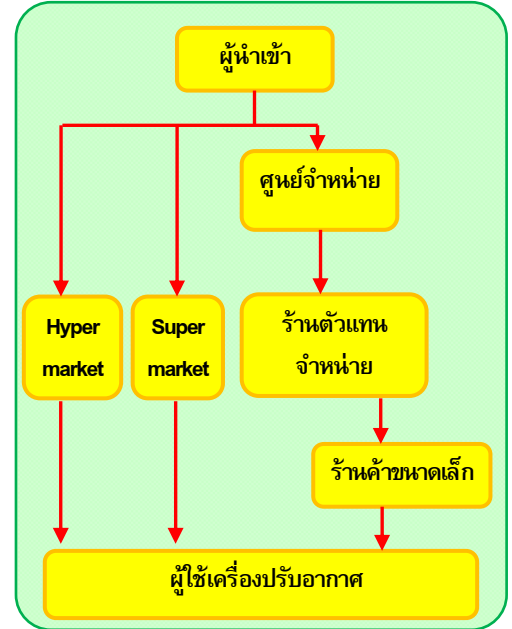 ผู้นำเข้า
ศูนย์จำหน่าย
Hyper
market
Super
market
ร้านตัวแทน
จำหน่าย
ร้านค้าขนาดเล็ก
ผู้ใช้เครื่องปรับอากาศ